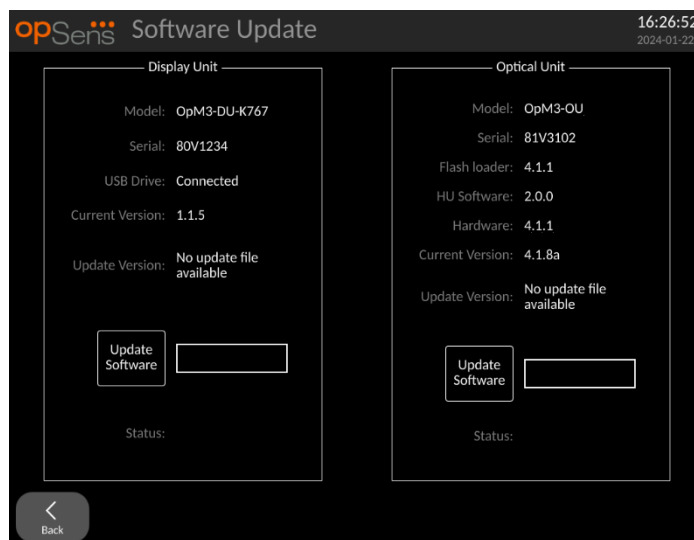 opSens Software Update
16:26:52
2024-01-22
Display Unit
Model: OpM3-DU-K767
Serial: 80V1234
USB Drive: Connected
Current Version: 1.1.5
Update Version: No update file
available
Update
Software
Status:
Optical Unit
Model: OpM3-OU
Serial: 81V3102
Flash loader: 4.1.1
HU Software: 2.0.0
Hardware: 4.1.1
Current Version: 4.1.8a
Update Version: No update file
available
Update
Software
Status:
Back